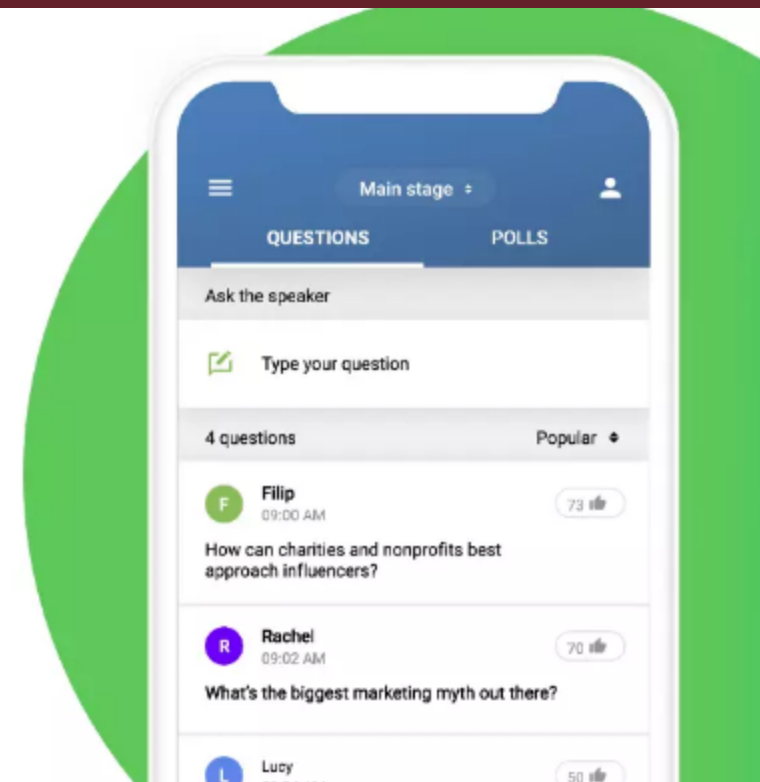 Main stage
QUESTIONS POLLS
Ask the speaker
Type your question
4 questions Popular
F Filip
09:00 AM
73
How can charities and nonprofits best
approach influencers?
R Rachel
09:02 AM
70
What's the biggest marketing myth out there?
L Lucy
50